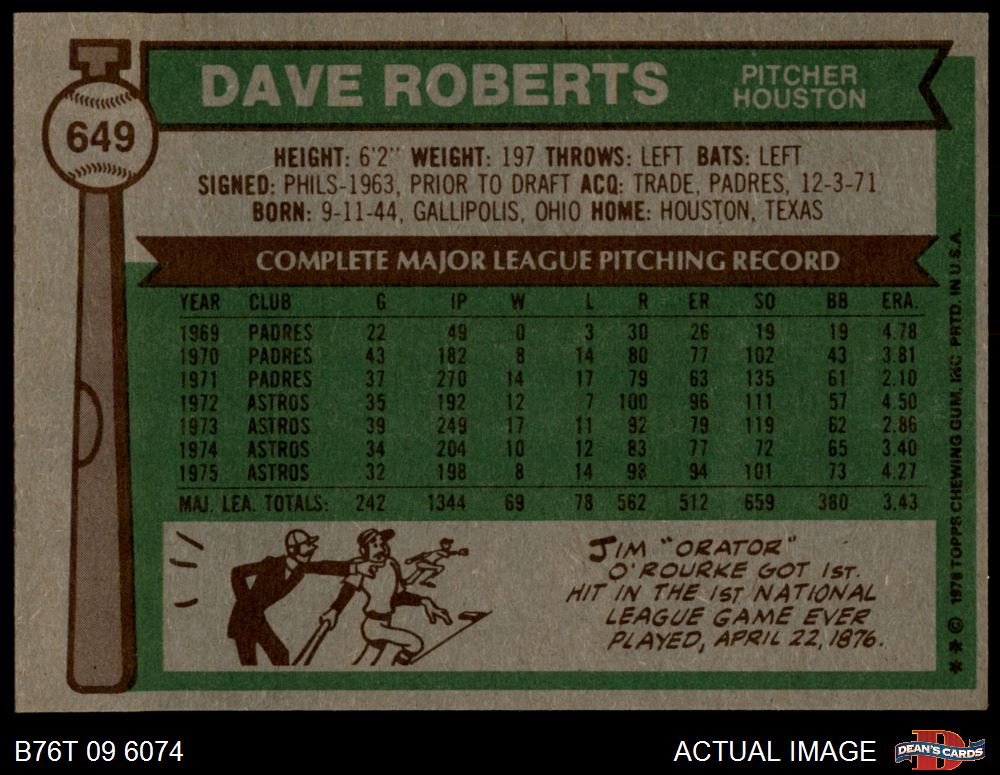 649
DAVE ROBERTS
PITCHER
HOUSTON
HEIGHT: 6'2" WEIGHT: 197 THROWS: LEFT BATS: LEFT
SIGNED: PHILS-1963, PRIOR TO DRAFT ACQ: TRADE, PADRES, 12-3-71
BORN: 9-11-44, GALLIPOLIS, OHIO HOME: HOUSTON, TEXAS
COMPLETE MAJOR LEAGUE PITCHING RECORD
YEAR CLUB G IP W L R ER SO BB ERA.
1969 PADRES 22 49 0 3 30 26 19 19 4.78
1970 PADRES 43 182 8 14 80 77 102 43 3.81
1971 PADRES 37 270 14 17 79 63 135 61 2.10
1972 ASTROS 35 192 12 7 100 96 111 57 4.50
1973 ASTROS 39 249 17 11 92 79 119 62 2.86
1974 ASTROS 34 204 10 12 83 77 72 65 3.40
1975 ASTROS 32 198 8 14 98 94 101 73 4.27
MAJ. LEA. TOTALS: 242 1344 69 78 562 512 659 380 3.43
JIM "ORATOR"
O'ROURKE GOT 1ST.
HIT IN THE 1ST NATIONAL
LEAGUE GAME EVER
PLAYED, APRIL 22, 1876.
** © 1976 TOPPS CHEWING GUM, INC. PRTD. IN U.S.A.
B76T 09 6074
ACTUAL IMAGE
DEAN'S CARDS